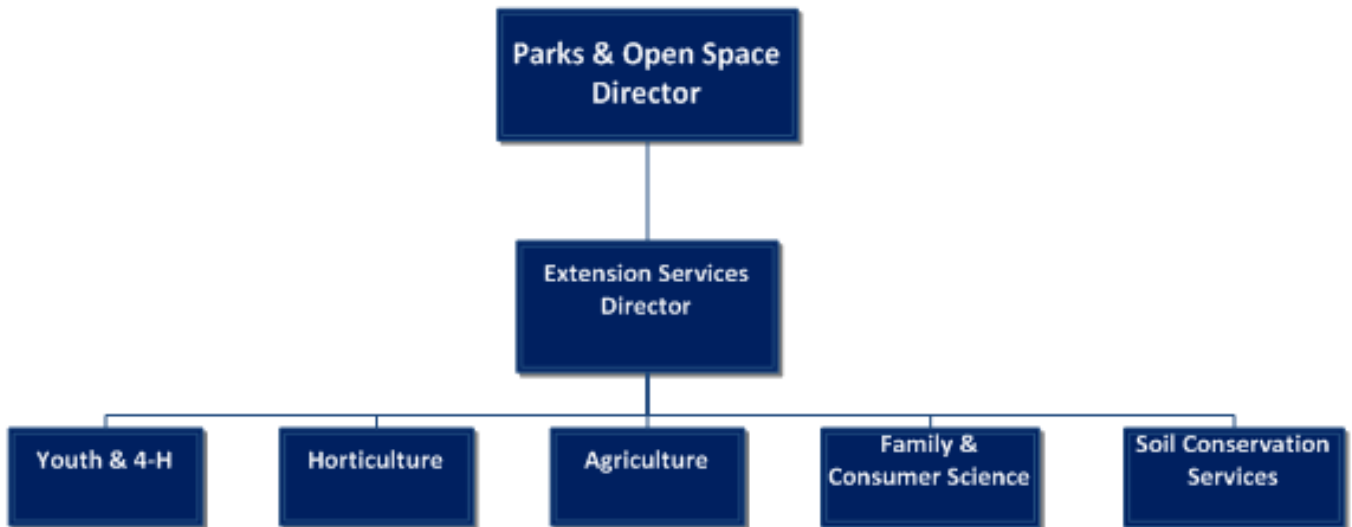 Parks & Open Space
Director
Extension Services
Director
Youth & 4-H
Horticulture
Agriculture
Family &
Consumer Science
Soil Conservation
Services